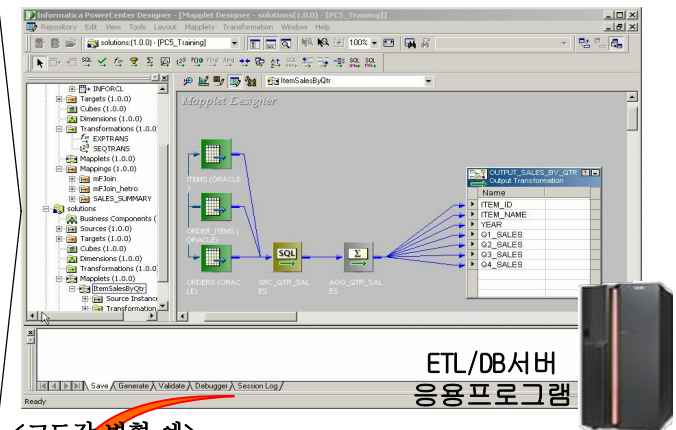 Informatica PowerCenter Designer - [Mapplet Designer - solutions(1.0.0) - [PC5_Training]]
Repository Edit View Tools Layout Mapplets Transformation Window Help
solutions:(1.0.0) - [PC5_Training]
100%
ItemSalesByQtr
INFORCL
Targets (1.0.0)
Cubes (1.0.0)
Dimensions (1.0.0)
Transformations (1.0.0)
EXPTRANS
SEQTRANS
Mapplets (1.0.0)
Mappings (1.0.0)
mFJoin
mFJoin_hetro
SALES_SUMMARY
solutions
Business Components (
Sources (1.0.0)
Targets (1.0.0)
Cubes (1.0.0)
Dimensions (1.0.0)
Transformations (1.0.0
Mapplets (1.0.0)
ItemSalesByQtr
Source Instanc
Transformation
Mapplet Designer
ITEMS (ORACLE
)
ORDER_ITEMS (
ORACLE)
ORDERS (ORAC
LE)
SQL
SRC_QTR_SAL
ES
Σ
AGG_QTR_SAL
ES
OUTPUT_SALES_BY_QTR
Output Transformation
Name
ITEM_ID
ITEM_NAME
YEAR
Q1_SALES
Q2_SALES
Q3_SALES
Q4_SALES
Save Generate Validate Debugger Session Log
Ready
ETL/DB서버
응용프로그램